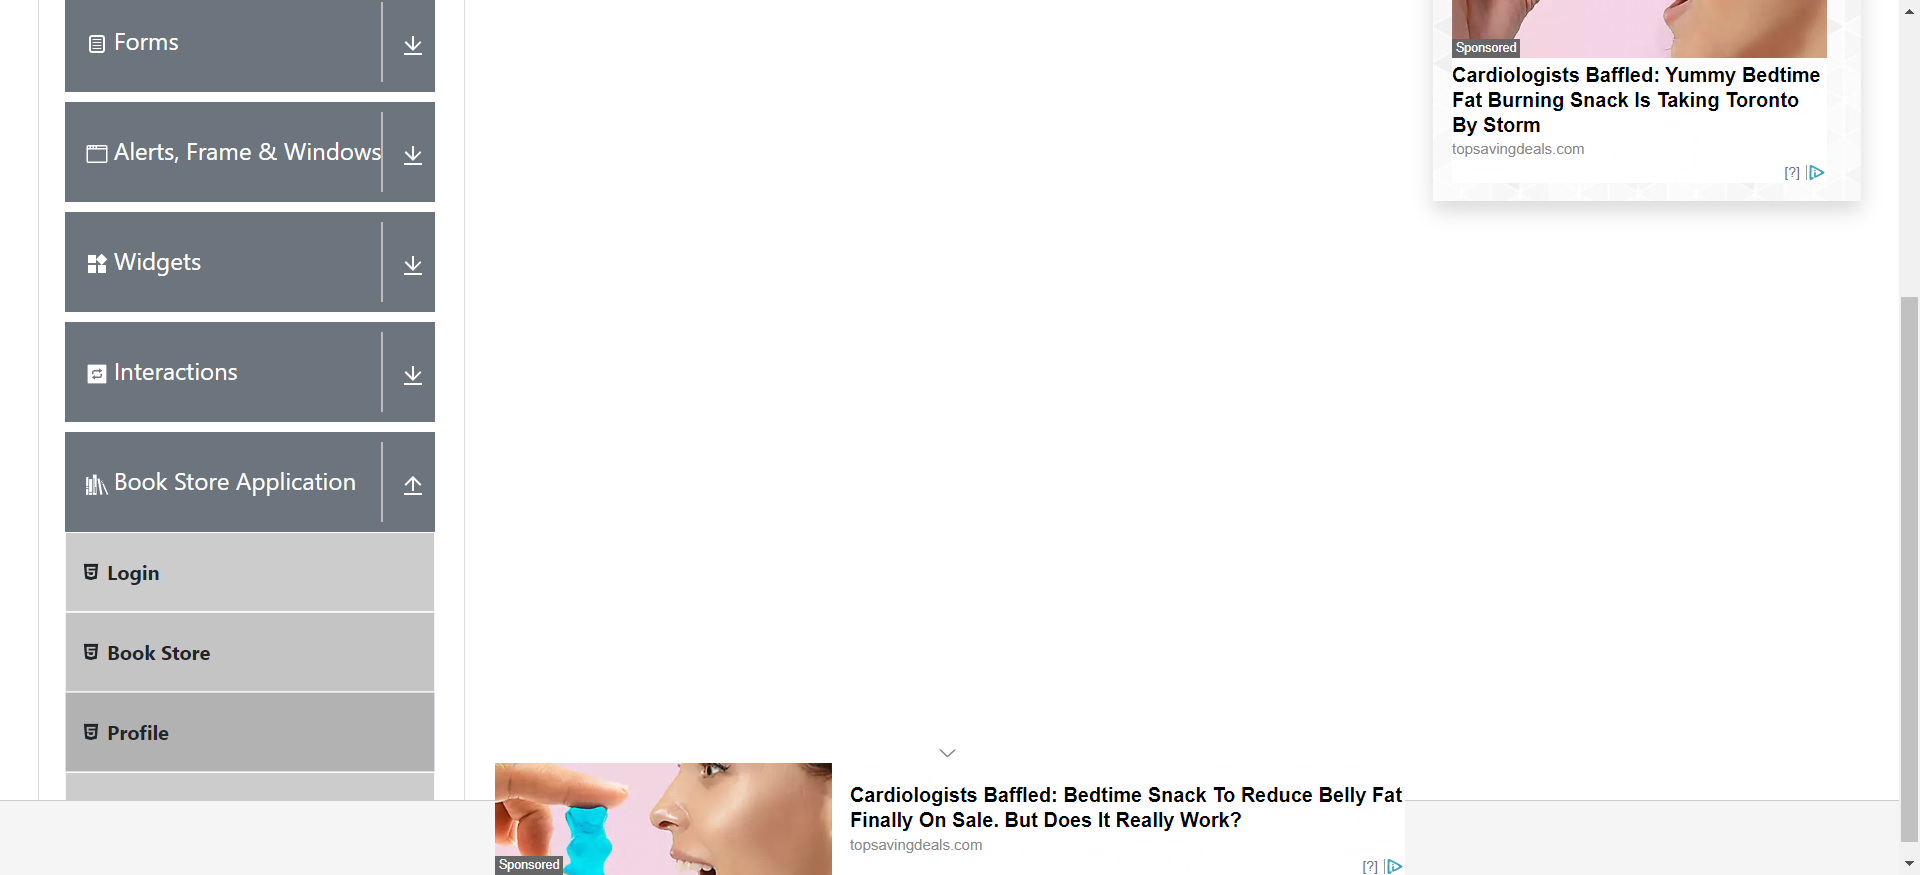 Forms
Alerts, Frame & Windows
Widgets
Interactions
Book Store Application
Login
Book Store
Profile
Sponsored
Cardiologists Baffled: Yummy Bedtime
Fat Burning Snack Is Taking Toronto
By Storm
topsavingdeals.com
[?]
Cardiologists Baffled: Bedtime Snack To Reduce Belly Fat
Finally On Sale. But Does It Really Work?
topsavingdeals.com
Sponsored
[?]